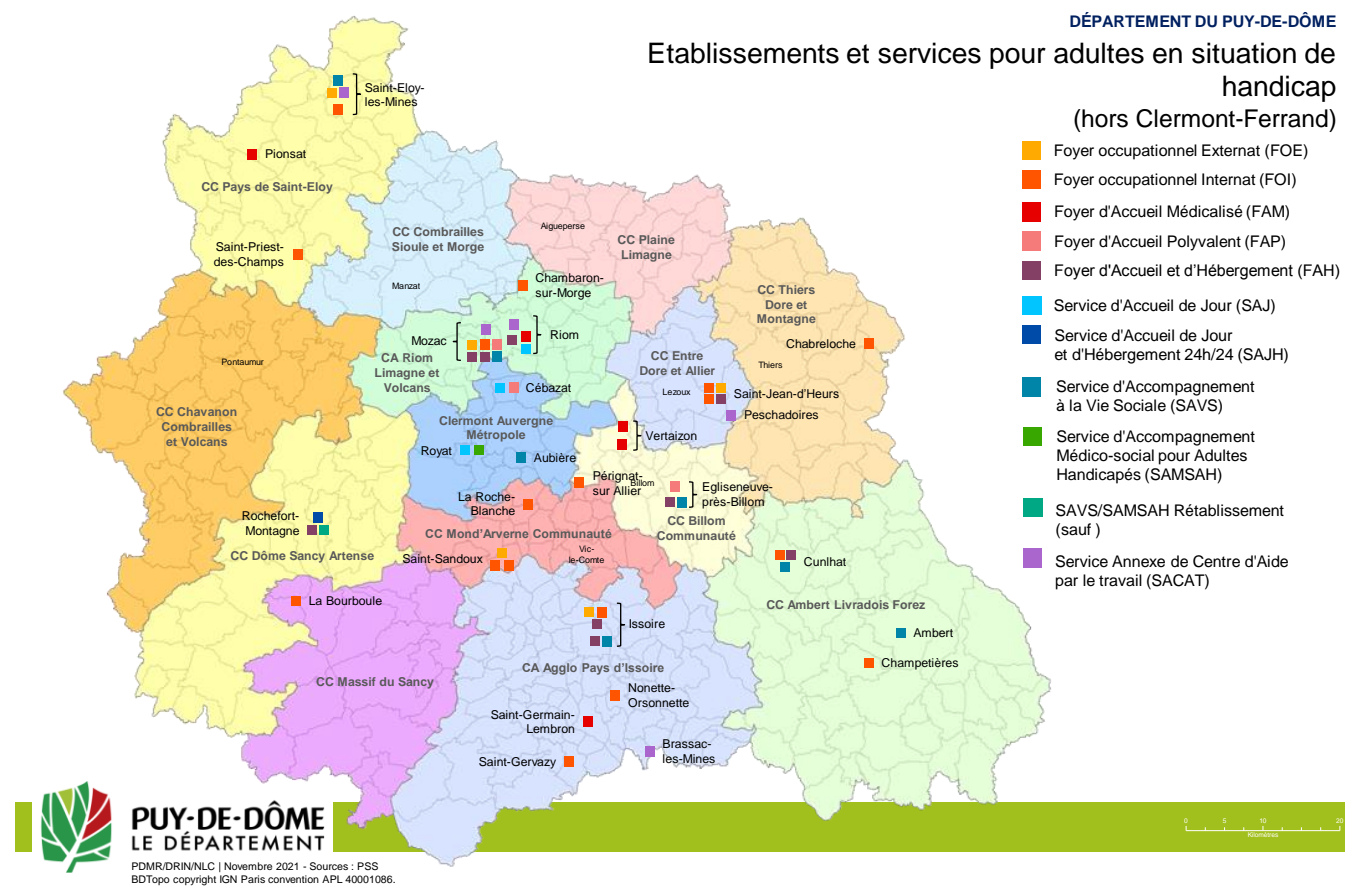 DÉPARTEMENT DU PUY-DE-DÔME
Etablissements et services pour adultes en situation de
handicap
(hors Clermont-Ferrand)
Foyer occupationnel Externat (FOE)
Foyer occupationnel Internat (FOI)
Foyer d'Accueil Médicalisé (FAM)
Foyer d'Accueil Polyvalent (FAP)
Foyer d'Accueil et d'Hébergement (FAH)
Service d'Accueil de Jour (SAJ)
Service d'Accueil de Jour
et d'Hébergement 24h/24 (SAJH)
Service d'Accompagnement
à la Vie Sociale (SAVS)
Service d'Accompagnement
Médico-social pour Adultes
Handicapés (SAMSAH)
SAVS/SAMSAH Rétablissement
(sauf )
Service Annexe de Centre d'Aide
par le travail (SACAT)
Saint-Eloy-
les-Mines
Pionsat
CC Pays de Saint-Eloy
Saint-Priest-
des-Champs
CC Combrailles
Sioule et Morge
Manzat
Aigueperse
CC Plaine
Limagne
Chambaron-
sur-Morge
CC Thiers
Dore et
Montagne
Chabreloche
Thiers
Mozac
Riom
CA Riom
Limagne et
Volcans
CC Entre
Dore et Allier
Lezoux
Saint-Jean-d'Heurs
Peschadoires
Pontaumur
CC Chavanon
Combrailles
et Volcans
Cébazat
Clermont Auvergne
Métropole
Royat
Aubière
Vertaizon
Pérignat-
sur Allier
Billom
Egliseneuve-
près-Billom
CC Billom
Communauté
La Roche-
Blanche
CC Mond'Arverne Communauté
Saint-Sandoux
Vic-
le-Comte
Rochefort-
Montagne
CC Dôme Sancy Artense
La Bourboule
CC Massif du Sancy
Cunlhat
CC Ambert Livradois Forez
Ambert
Champetières
Issoire
CA Agglo Pays d'Issoire
Nonette-
Orsonnette
Saint-Germain-
Lembron
Saint-Gervazy
Brassac-
les-Mines
PUY-DE-DÔME
LE DÉPARTEMENT
PDMR/DRIN/NLC | Novembre 2021 - Sources : PSS
BDTopo copyright IGN Paris convention APL 40001086.
0 5 10 20
Kilomètres